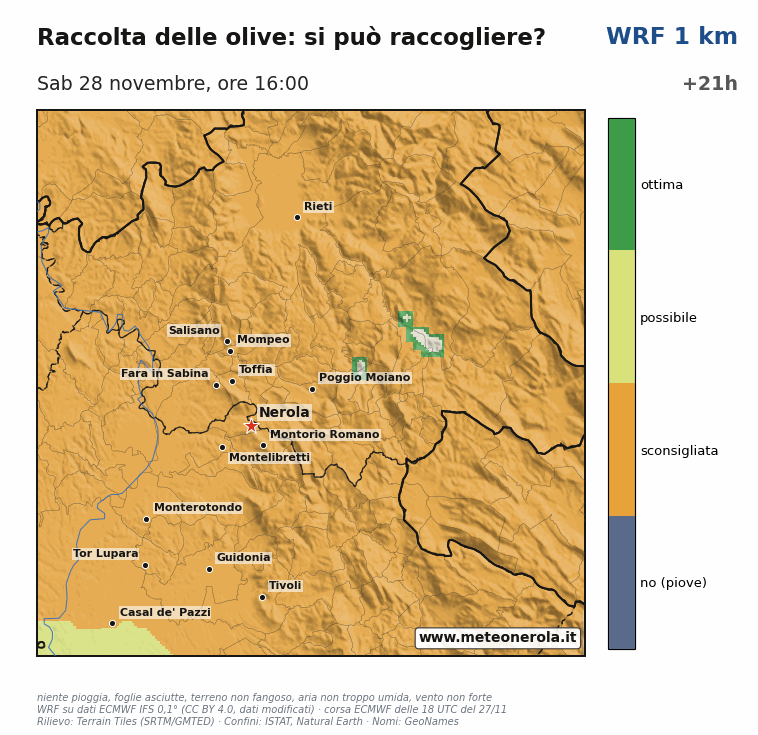 Raccolta delle olive: si può raccogliere?
WRF 1 km
Sab 28 novembre, ore 16:00
+21h
Rieti
Salisano
Mompeo
Fara in Sabina
Toffia
Poggio Moiano
Nerola
Montorio Romano
Montelibretti
Monterotondo
Tor Lupara
Guidonia
Tivoli
Casal de' Pazzi
www.meteonerola.it
ottima
possibile
sconsigliata
no (piove)
niente pioggia, foglie asciutte, terreno non fangoso, aria non troppo umida, vento non forte
WRF su dati ECMWF IFS 0,1° (CC BY 4.0, dati modificati) · corsa ECMWF delle 18 UTC del 27/11
Rilievo: Terrain Tiles (SRTM/GMTED) · Confini: ISTAT, Natural Earth · Nomi: GeoNames